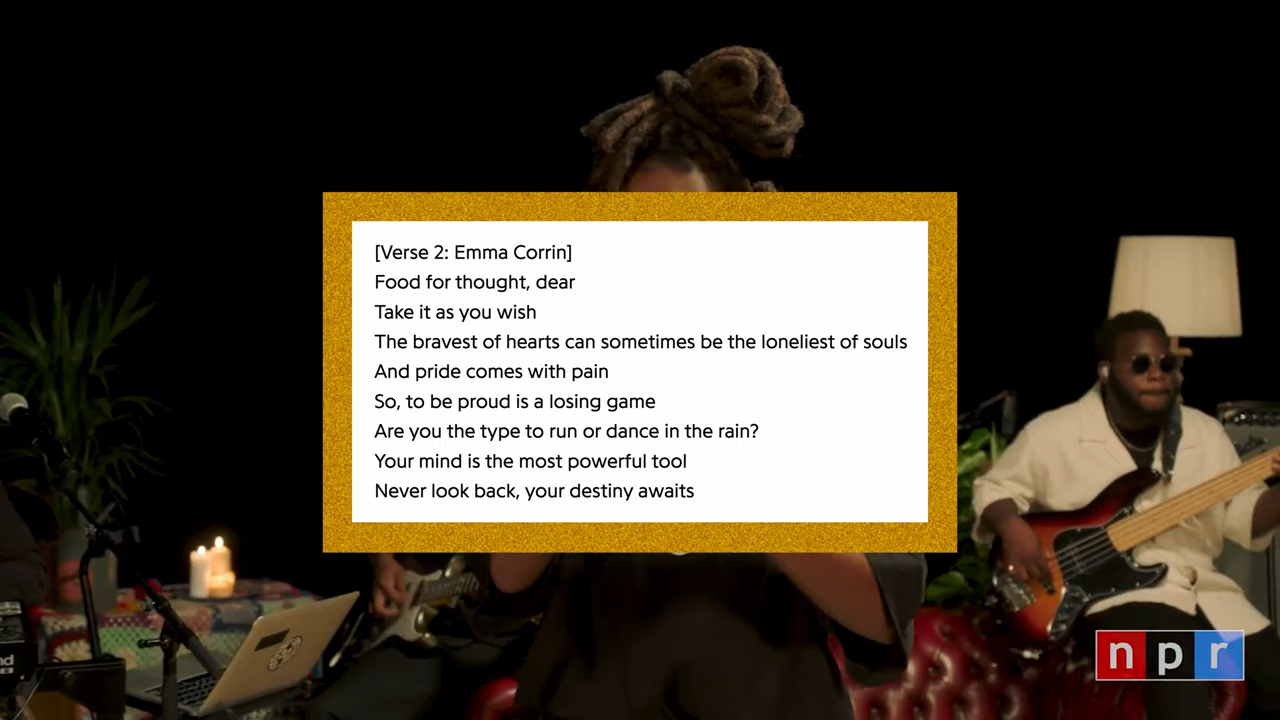 [Verse 2: Emma Corrin]
Food for thought, dear
Take it as you wish
The bravest of hearts can sometimes be the loneliest of souls
And pride comes with pain
So, to be proud is a losing game
Are you the type to run or dance in the rain?
Your mind is the most powerful tool
Never look back, your destiny awaits
nd
npr